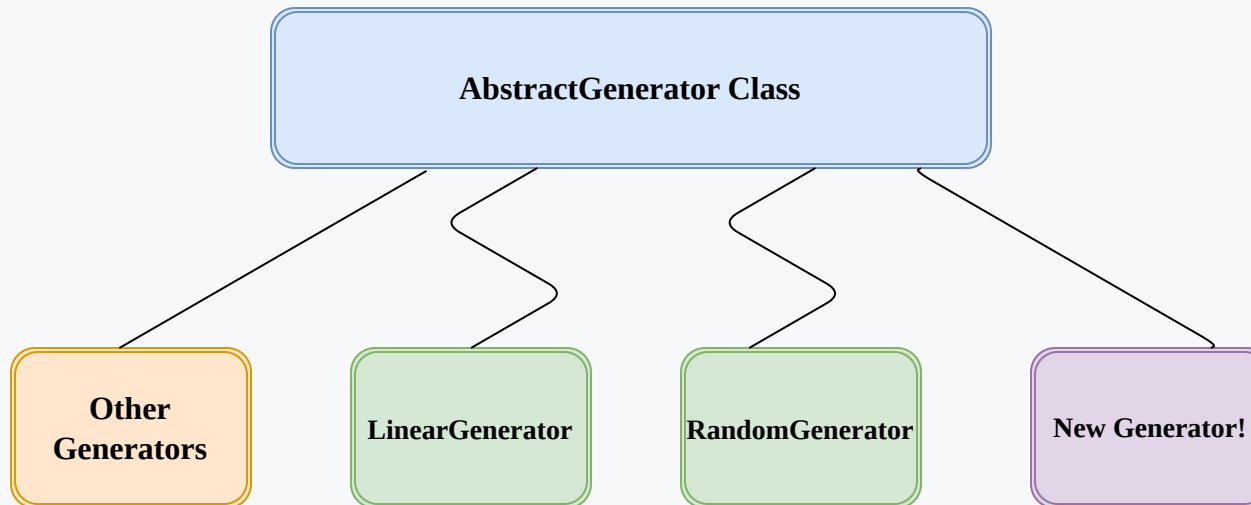 AbstractGenerator Class
Other
Generators
LinearGenerator
RandomGenerator
New Generator!